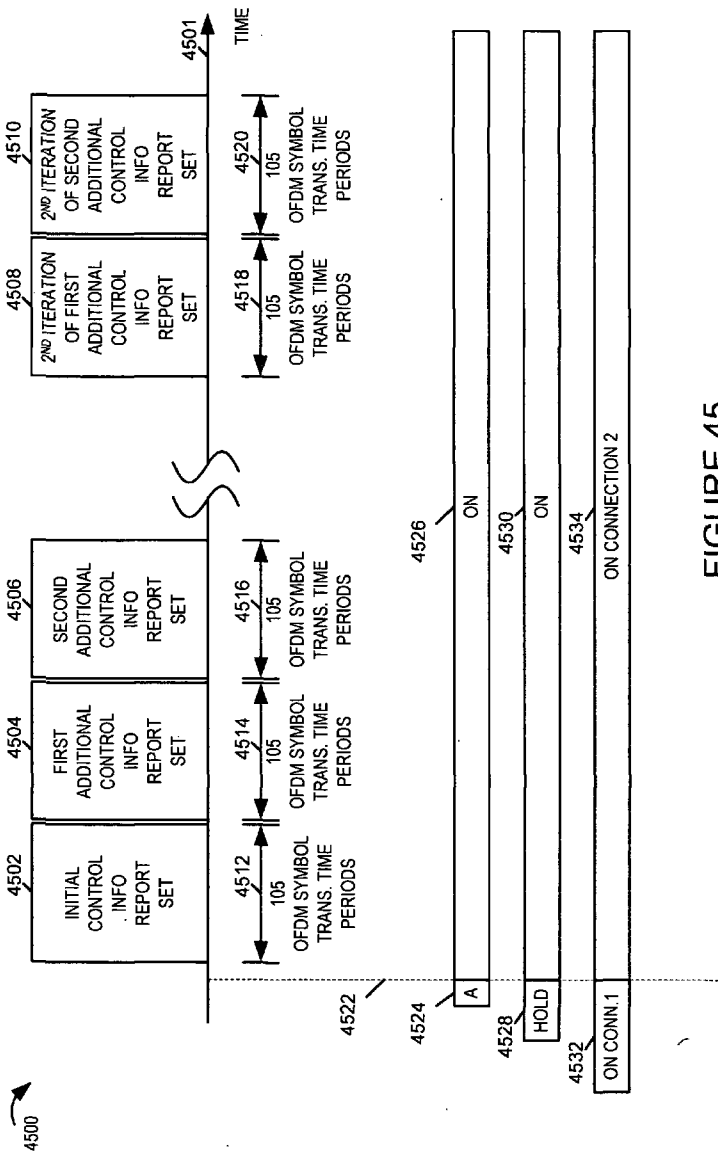 4500
4502
INITIAL
CONTROL
INFO
REPORT
SET
4504
FIRST
ADDITIONAL
CONTROL
INFO
REPORT
SET
4506
SECOND
ADDITIONAL
CONTROL
INFO
REPORT
SET
4508
2ND ITERATION
OF FIRST
ADDITIONAL
CONTROL
INFO
REPORT
SET
4510
2ND ITERATION
OF SECOND
ADDITIONAL
CONTROL
INFO
REPORT
SET
4501
TIME
4512
105
OFDM SYMBOL
TRANS. TIME
PERIODS
4514
105
OFDM SYMBOL
TRANS. TIME
PERIODS
4516
105
OFDM SYMBOL
TRANS. TIME
PERIODS
4518
105
OFDM SYMBOL
TRANS. TIME
PERIODS
4520
105
OFDM SYMBOL
TRANS. TIME
PERIODS
4522
4524
A
4526
ON
4528
HOLD
4530
ON
4532
ON CONN.1
4534
ON CONNECTION 2
FIGURE 45